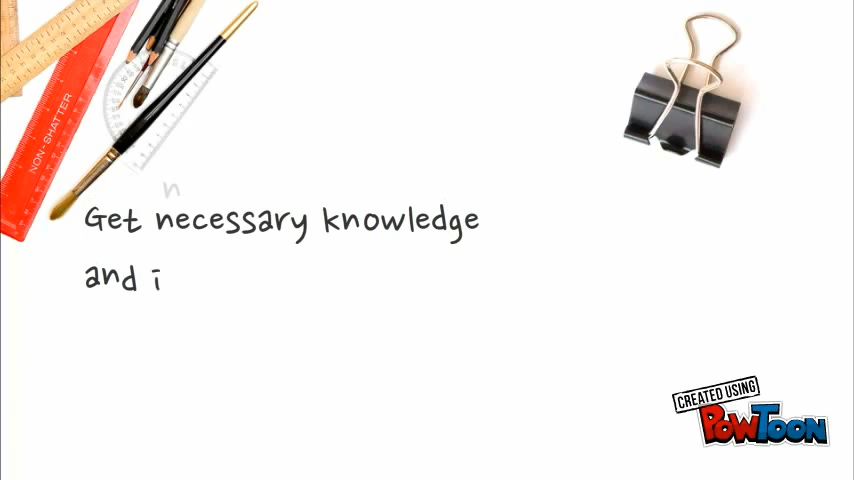 NON-SHATTER
n
Get necessary knowledge
and i
CREATED USING
POWTOON